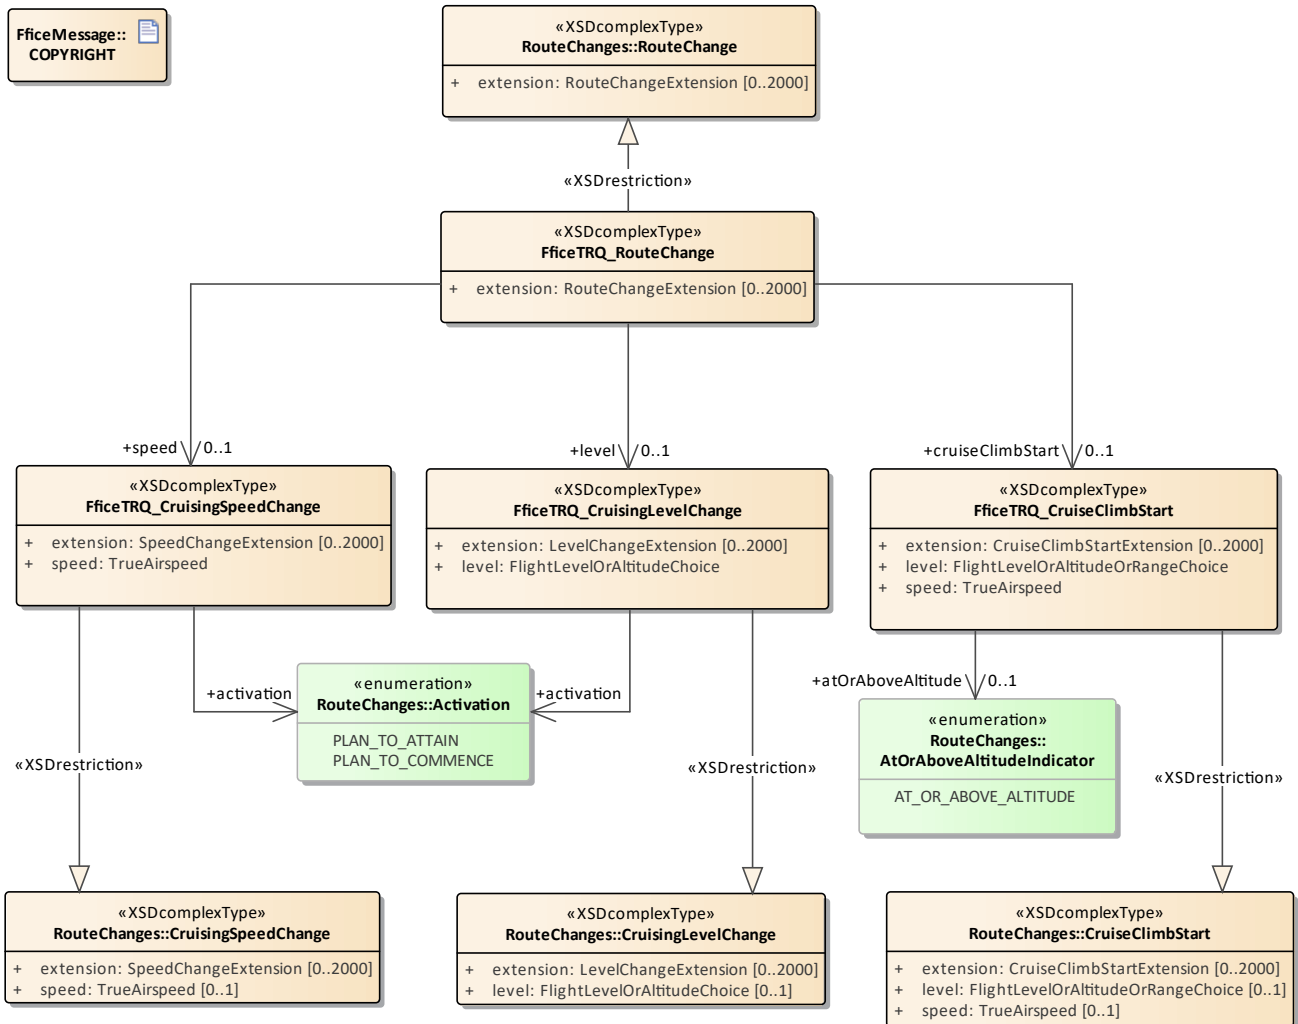 FficeMessage::
COPYRIGHT
«XSDcomplexType»
RouteChanges::RouteChange
+ extension: RouteChangeExtension [0..2000]
«XSDrestriction»
«XSDcomplexType»
FficeTRQ_RouteChange
+ extension: RouteChangeExtension [0..2000]
+speed 0..1
+level 0..1
+cruiseClimbStart 0..1
«XSDcomplexType»
FficeTRQ_CruisingSpeedChange
+ extension: SpeedChangeExtension [0..2000]
+ speed: TrueAirspeed
«XSDcomplexType»
FficeTRQ_CruisingLevelChange
+ extension: LevelChangeExtension [0..2000]
+ level: FlightLevelOrAltitudeChoice
«XSDcomplexType»
FficeTRQ_CruiseClimbStart
+ extension: CruiseClimbStartExtension [0..2000]
+ level: FlightLevelOrAltitudeOrRangeChoice
+ speed: TrueAirspeed
+activation
«enumeration»
RouteChanges::Activation
PLAN_TO_ATTAIN
PLAN_TO_COMMENCE
+activation
+atOrAboveAltitude 0..1
«enumeration»
RouteChanges::
AtOrAboveAltitudeIndicator
AT_OR_ABOVE_ALTITUDE
«XSDrestriction»
«XSDrestriction»
«XSDrestriction»
«XSDcomplexType»
RouteChanges::CruisingSpeedChange
+ extension: SpeedChangeExtension [0..2000]
+ speed: TrueAirspeed [0..1]
«XSDcomplexType»
RouteChanges::CruisingLevelChange
+ extension: LevelChangeExtension [0..2000]
+ level: FlightLevelOrAltitudeChoice [0..1]
«XSDcomplexType»
RouteChanges::CruiseClimbStart
+ extension: CruiseClimbStartExtension [0..2000]
+ level: FlightLevelOrAltitudeOrRangeChoice [0..1]
+ speed: TrueAirspeed [0..1]